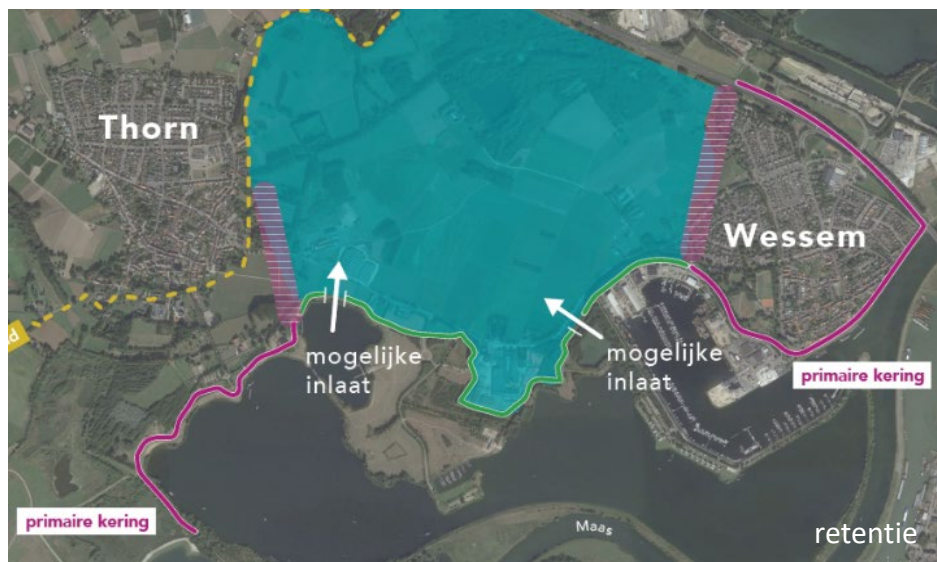 Thorn
Wessem
mogelijke
inlaat
mogelijke
inlaat
primaire kering
primaire kering
Maas
retentie